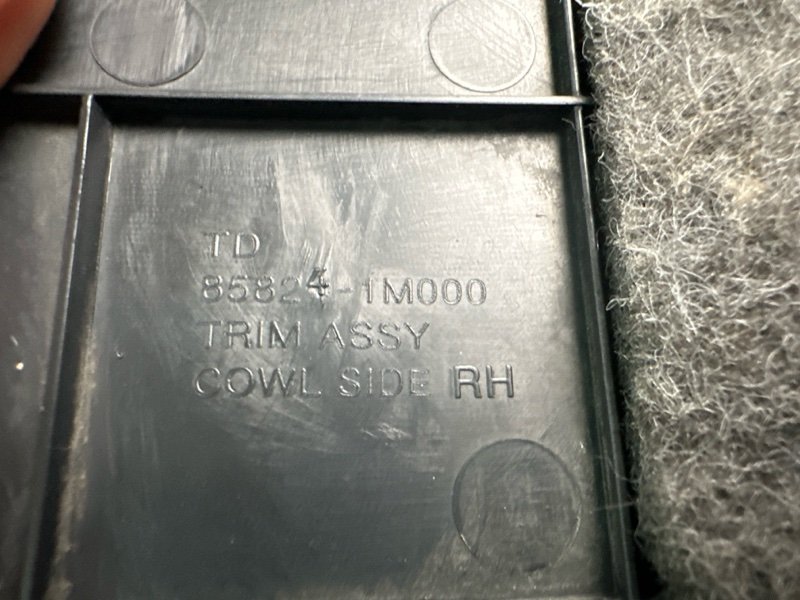 TD
85824-1M000
TRIM ASSY
COWL SIDE RH